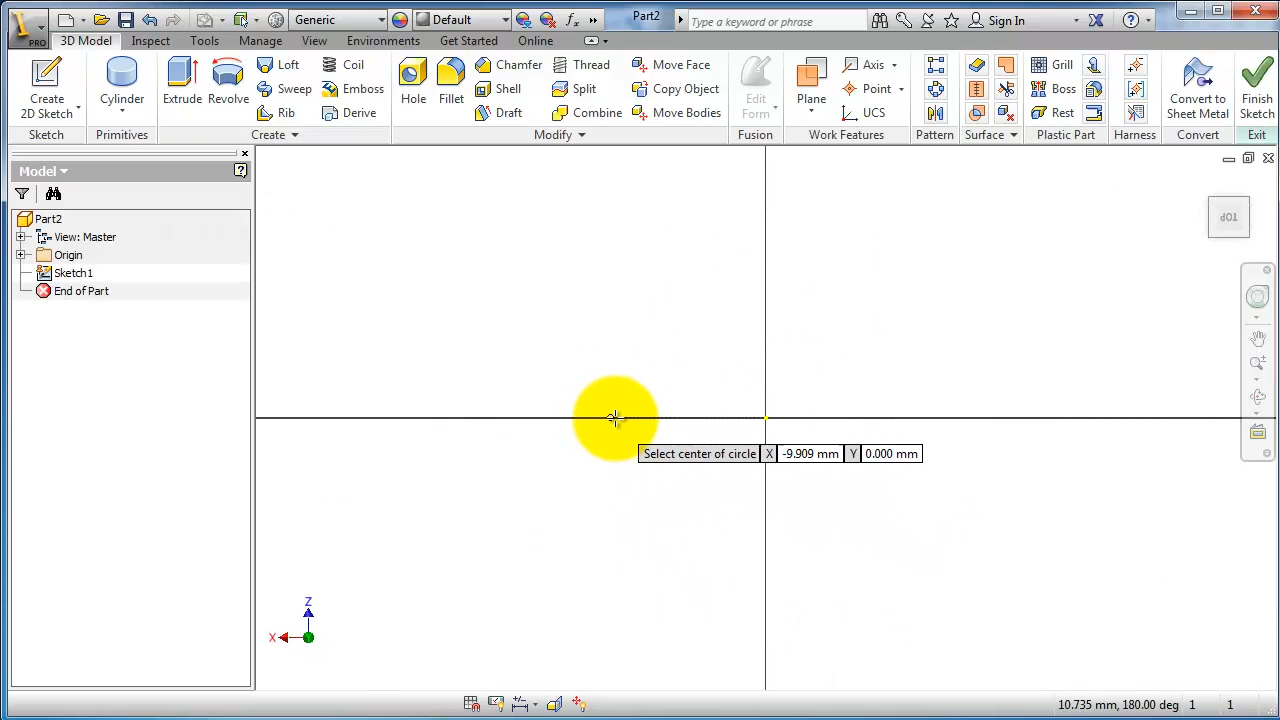 PRO
Generic
Default
fx
Part2
Type a keyword or phrase
Sign In
3D Model
Inspect
Tools
Manage
View
Environments
Get Started
Online
Create 2D Sketch
Cylinder
Extrude
Revolve
Loft
Sweep
Rib
Coil
Emboss
Derive
Hole
Fillet
Chamfer
Shell
Draft
Thread
Split
Combine
Move Face
Copy Object
Move Bodies
Edit Form
Plane
Axis
Point
UCS
Grill
Boss
Rest
Convert to Sheet Metal
Finish Sketch
Sketch
Primitives
Create
Modify
Fusion
Work Features
Pattern
Surface
Plastic Part
Harness
Convert
Exit
Model
Part2
View: Master
Origin
Sketch1
End of Part
TOP
Select center of circle X -9.909 mm Y 0.000 mm
Z
X
10.735 mm, 180.00 deg 1 1